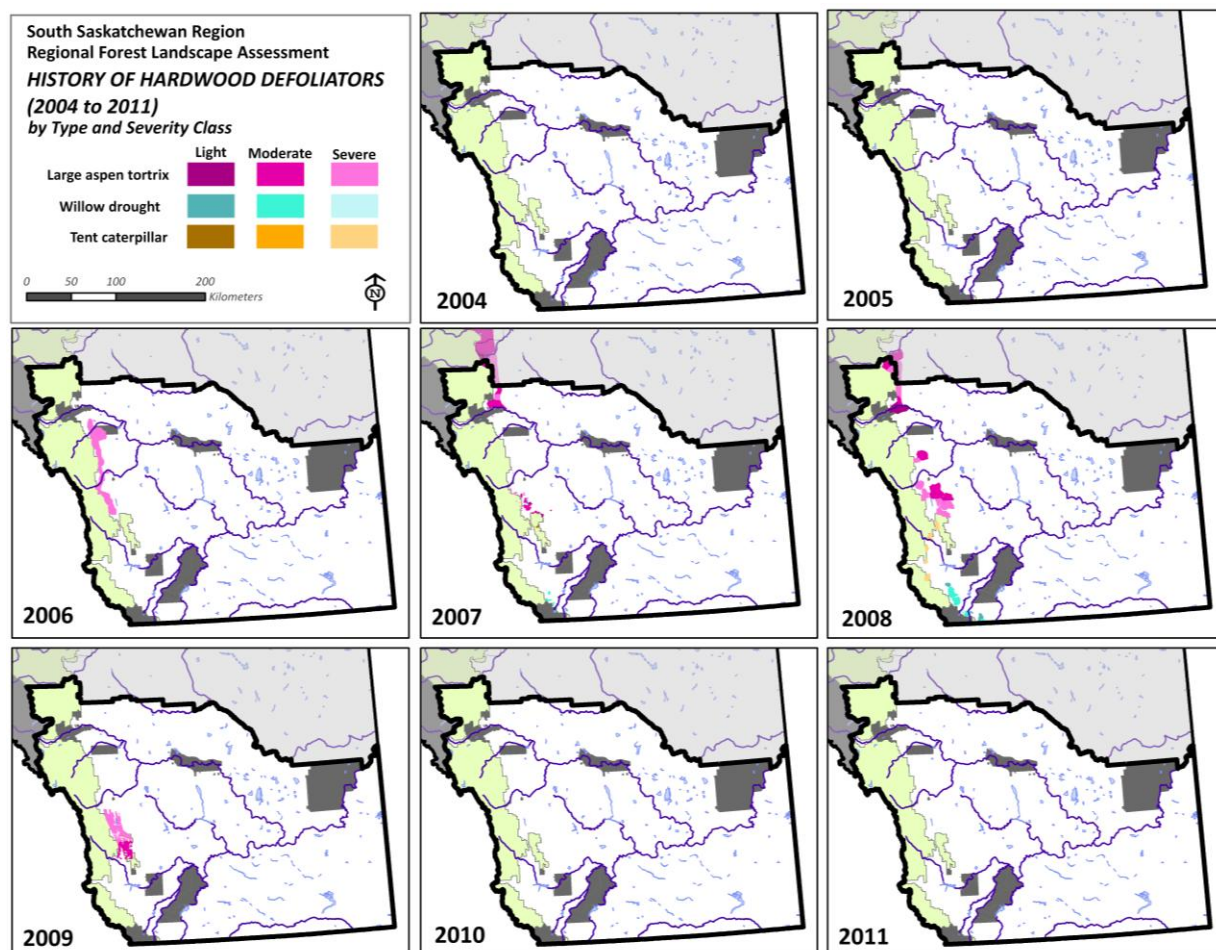 South Saskatchewan Region
Regional Forest Landscape Assessment
HISTORY OF HARDWOOD DEFOLIATORS
(2004 to 2011)
by Type and Severity Class
Light Moderate Severe
Large aspen tortrix
Willow drought
Tent caterpillar
0 50 100 200
Kilometers
N
2004
2005
2006
2007
2008
2009
2010
2011